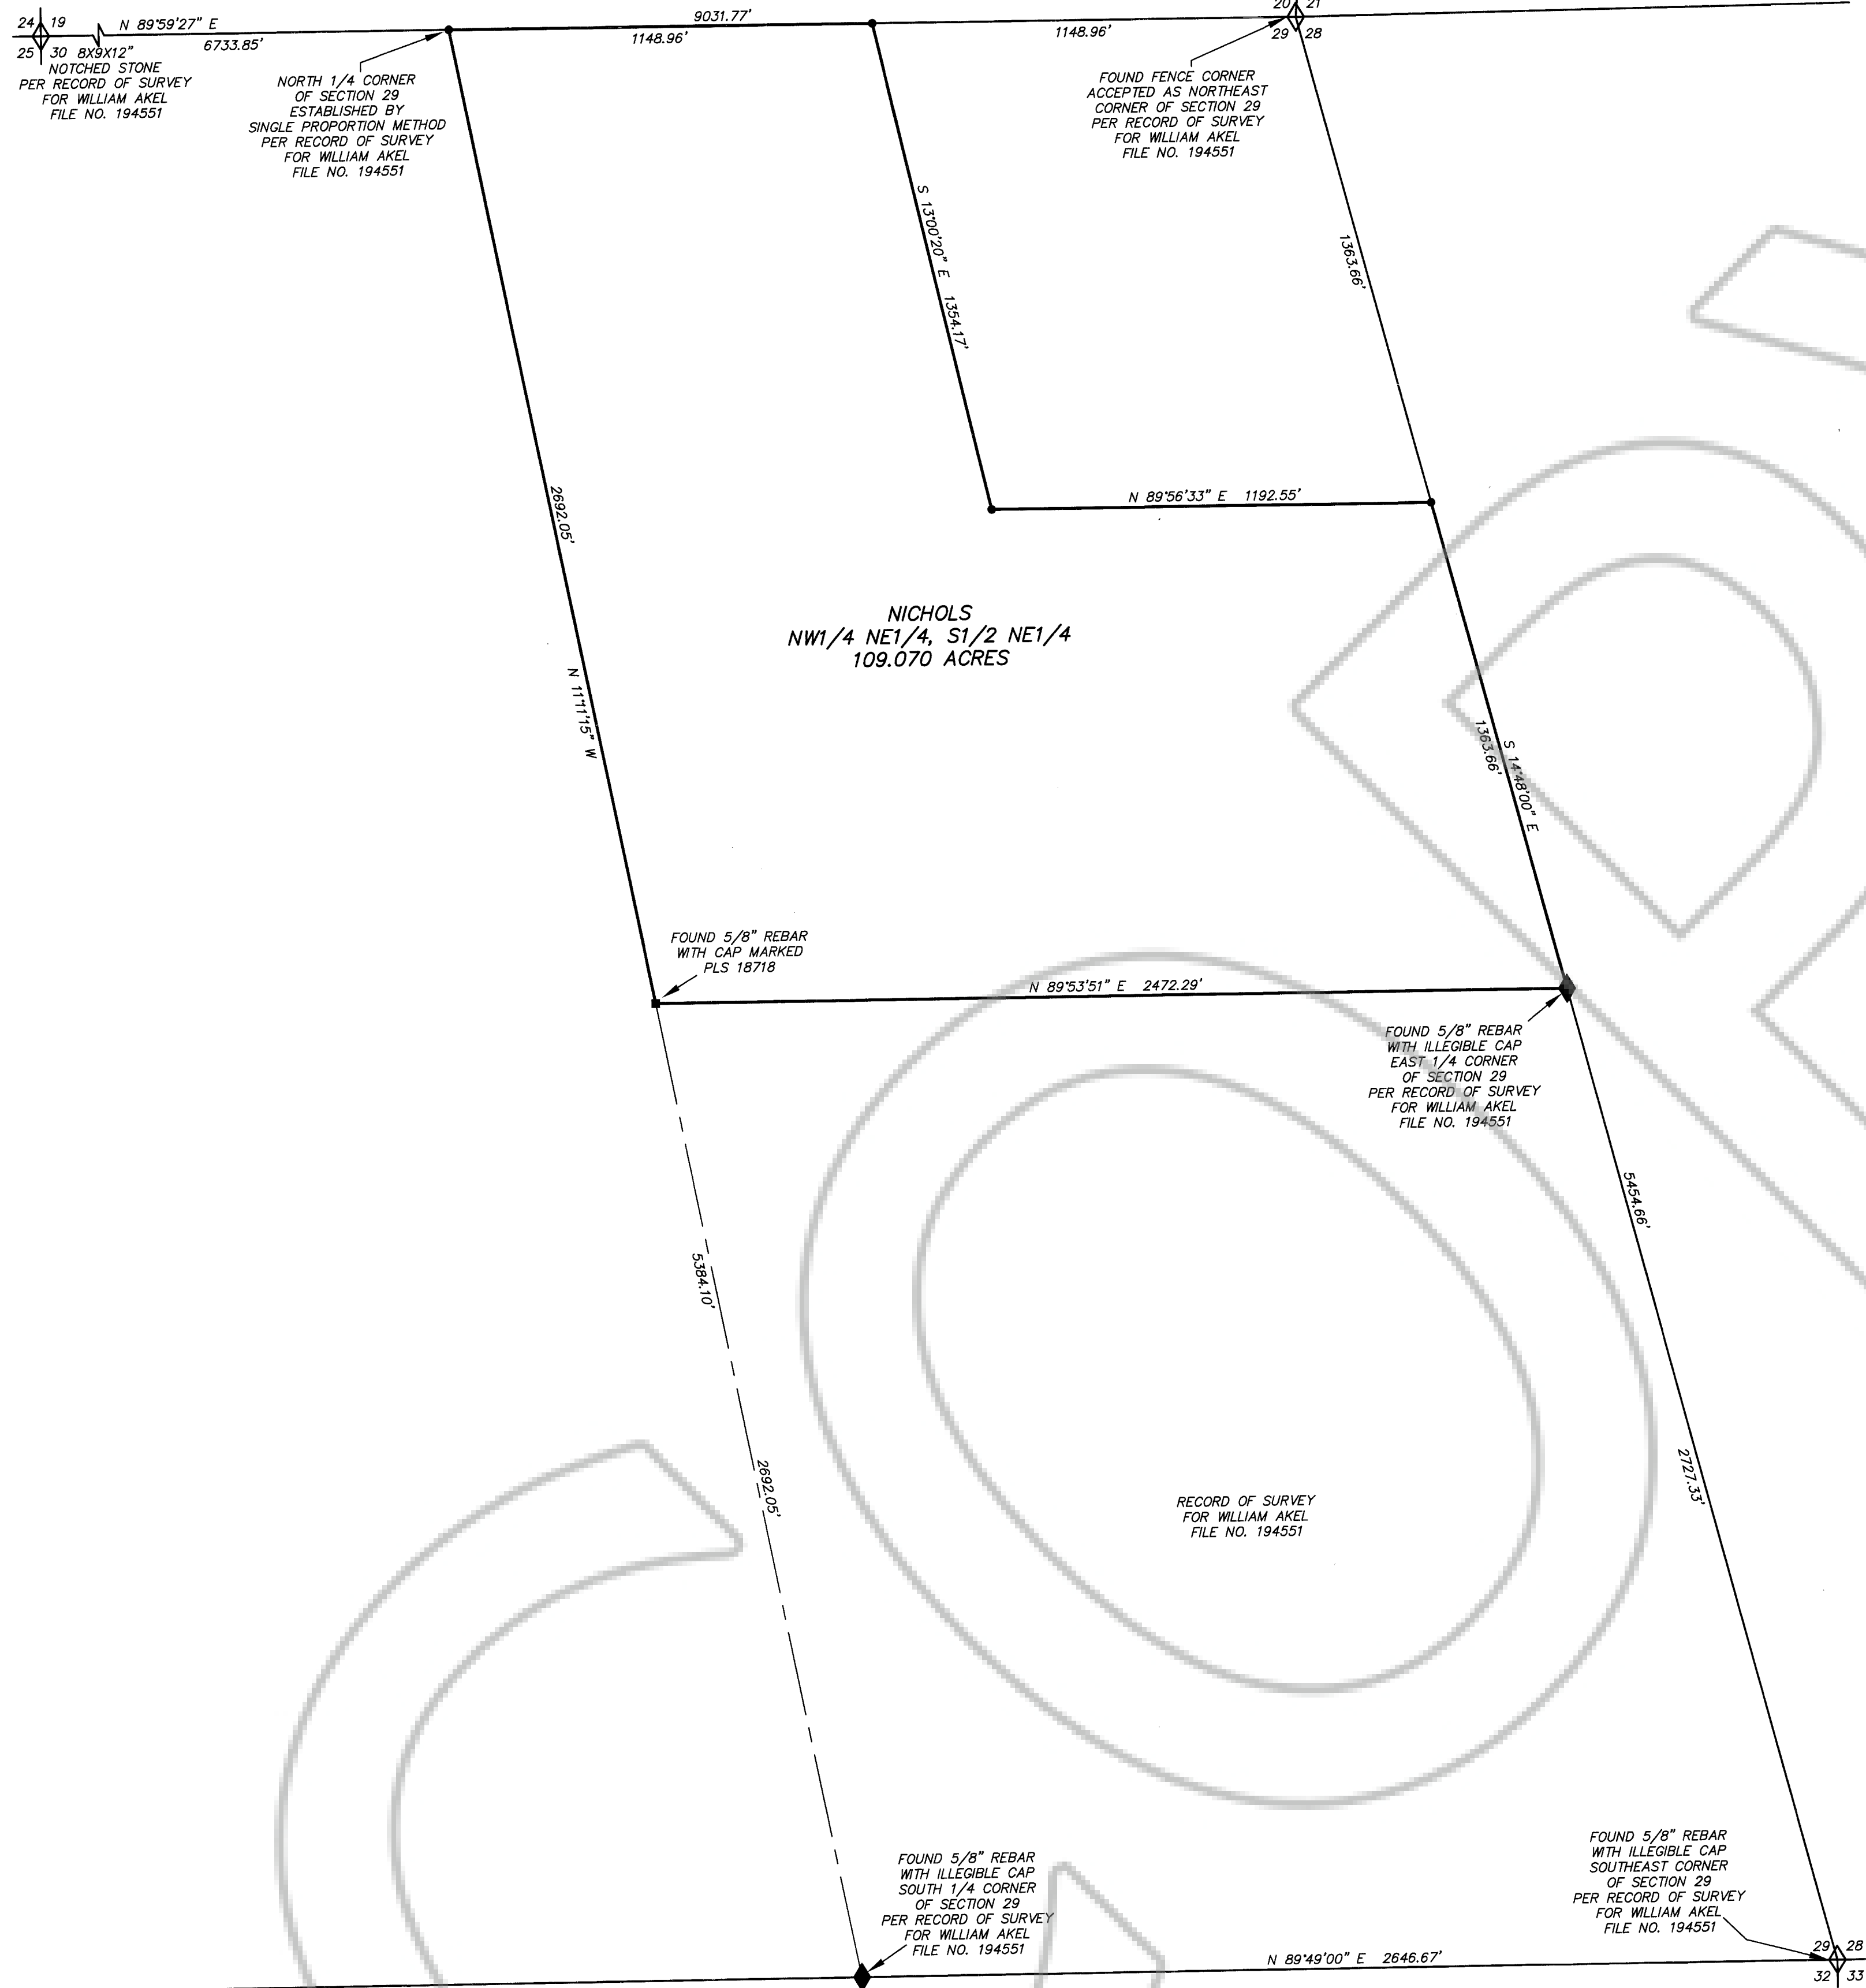 24 19
25 30 8X9X12"
NOTCHED STONE
PER RECORD OF SURVEY
FOR WILLIAM AKEL
FILE NO. 194551
N 89°59'27" E
6733.85'
9031.77'
1148.96'
1148.96'
20 21
29 28
NORTH 1/4 CORNER
OF SECTION 29
ESTABLISHED BY
SINGLE PROPORTION METHOD
PER RECORD OF SURVEY
FOR WILLIAM AKEL
FILE NO. 194551
FOUND FENCE CORNER
ACCEPTED AS NORTHEAST
CORNER OF SECTION 29
PER RECORD OF SURVEY
FOR WILLIAM AKEL
FILE NO. 194551
S 13°00'20" E 1354.17'
1363.66'
2692.05'
N 11°11'15" W
N 89°56'33" E 1192.55'
NICHOLS
NW1/4 NE1/4, S1/2 NE1/4
109.070 ACRES
1363.66'
S 14°48'00" E
FOUND 5/8" REBAR
WITH CAP MARKED
PLS 18718
N 89°53'51" E 2472.29'
FOUND 5/8" REBAR
WITH ILLEGIBLE CAP
EAST 1/4 CORNER
OF SECTION 29
PER RECORD OF SURVEY
FOR WILLIAM AKEL
FILE NO. 194551
5454.66'
5384.10'
2692.05'
2727.33'
RECORD OF SURVEY
FOR WILLIAM AKEL
FILE NO. 194551
FOUND 5/8" REBAR
WITH ILLEGIBLE CAP
SOUTH 1/4 CORNER
OF SECTION 29
PER RECORD OF SURVEY
FOR WILLIAM AKEL
FILE NO. 194551
FOUND 5/8" REBAR
WITH ILLEGIBLE CAP
SOUTHEAST CORNER
OF SECTION 29
PER RECORD OF SURVEY
FOR WILLIAM AKEL
FILE NO. 194551
N 89°49'00" E 2646.67'
29 28
32 33